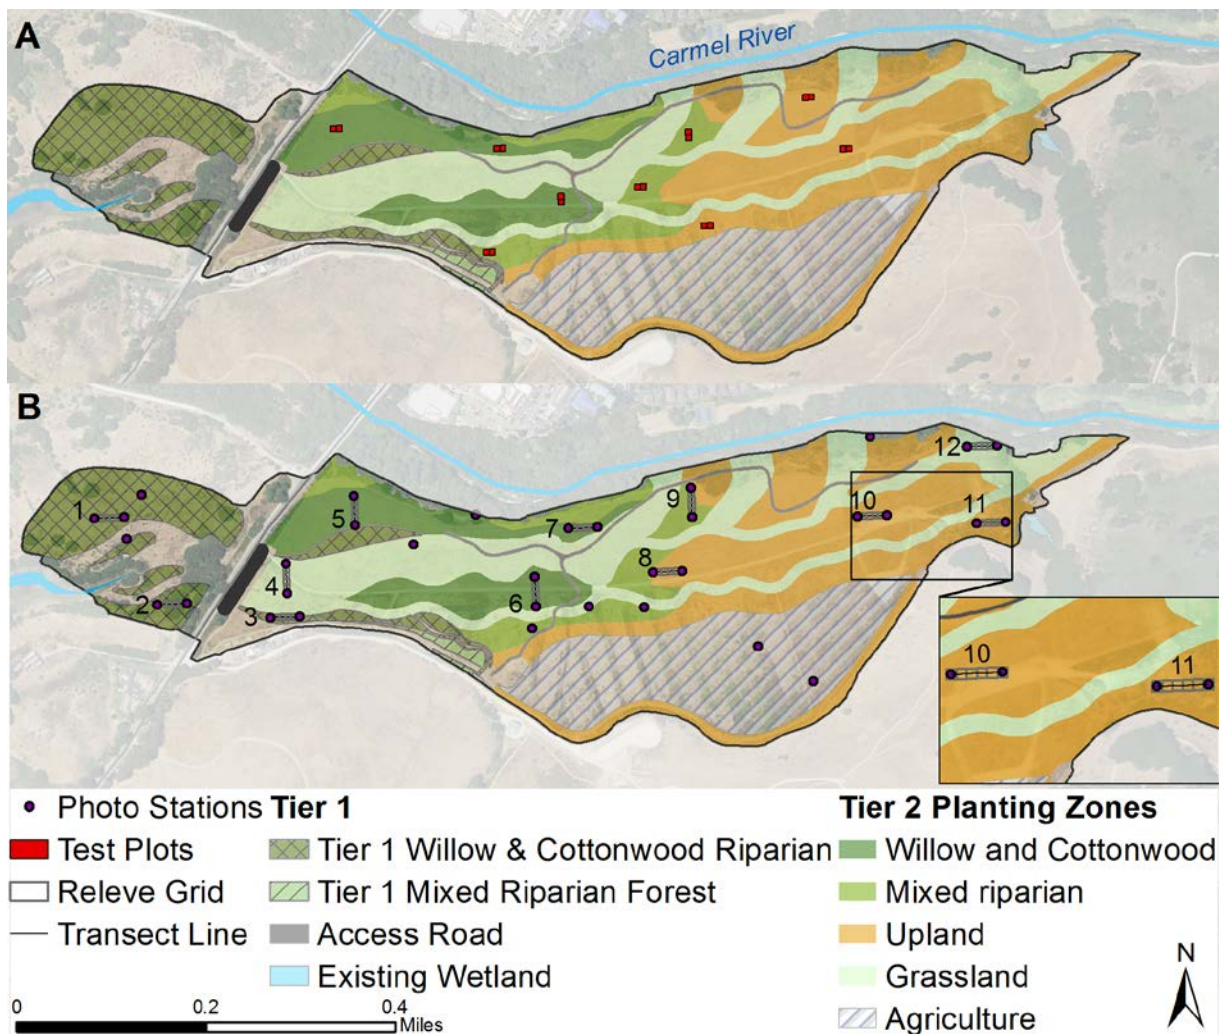 A
Carmel River
B
12
9
10
11
1
5
7
8
4
6
2
3
10
11
Photo Stations
Test Plots
Releve Grid
Transect Line
Tier 1
Tier 1 Willow & Cottonwood Riparian
Tier 1 Mixed Riparian Forest
Access Road
Existing Wetland
Tier 2 Planting Zones
Willow and Cottonwood
Mixed riparian
Upland
Grassland
Agriculture
N
0 0.2 0.4
Miles